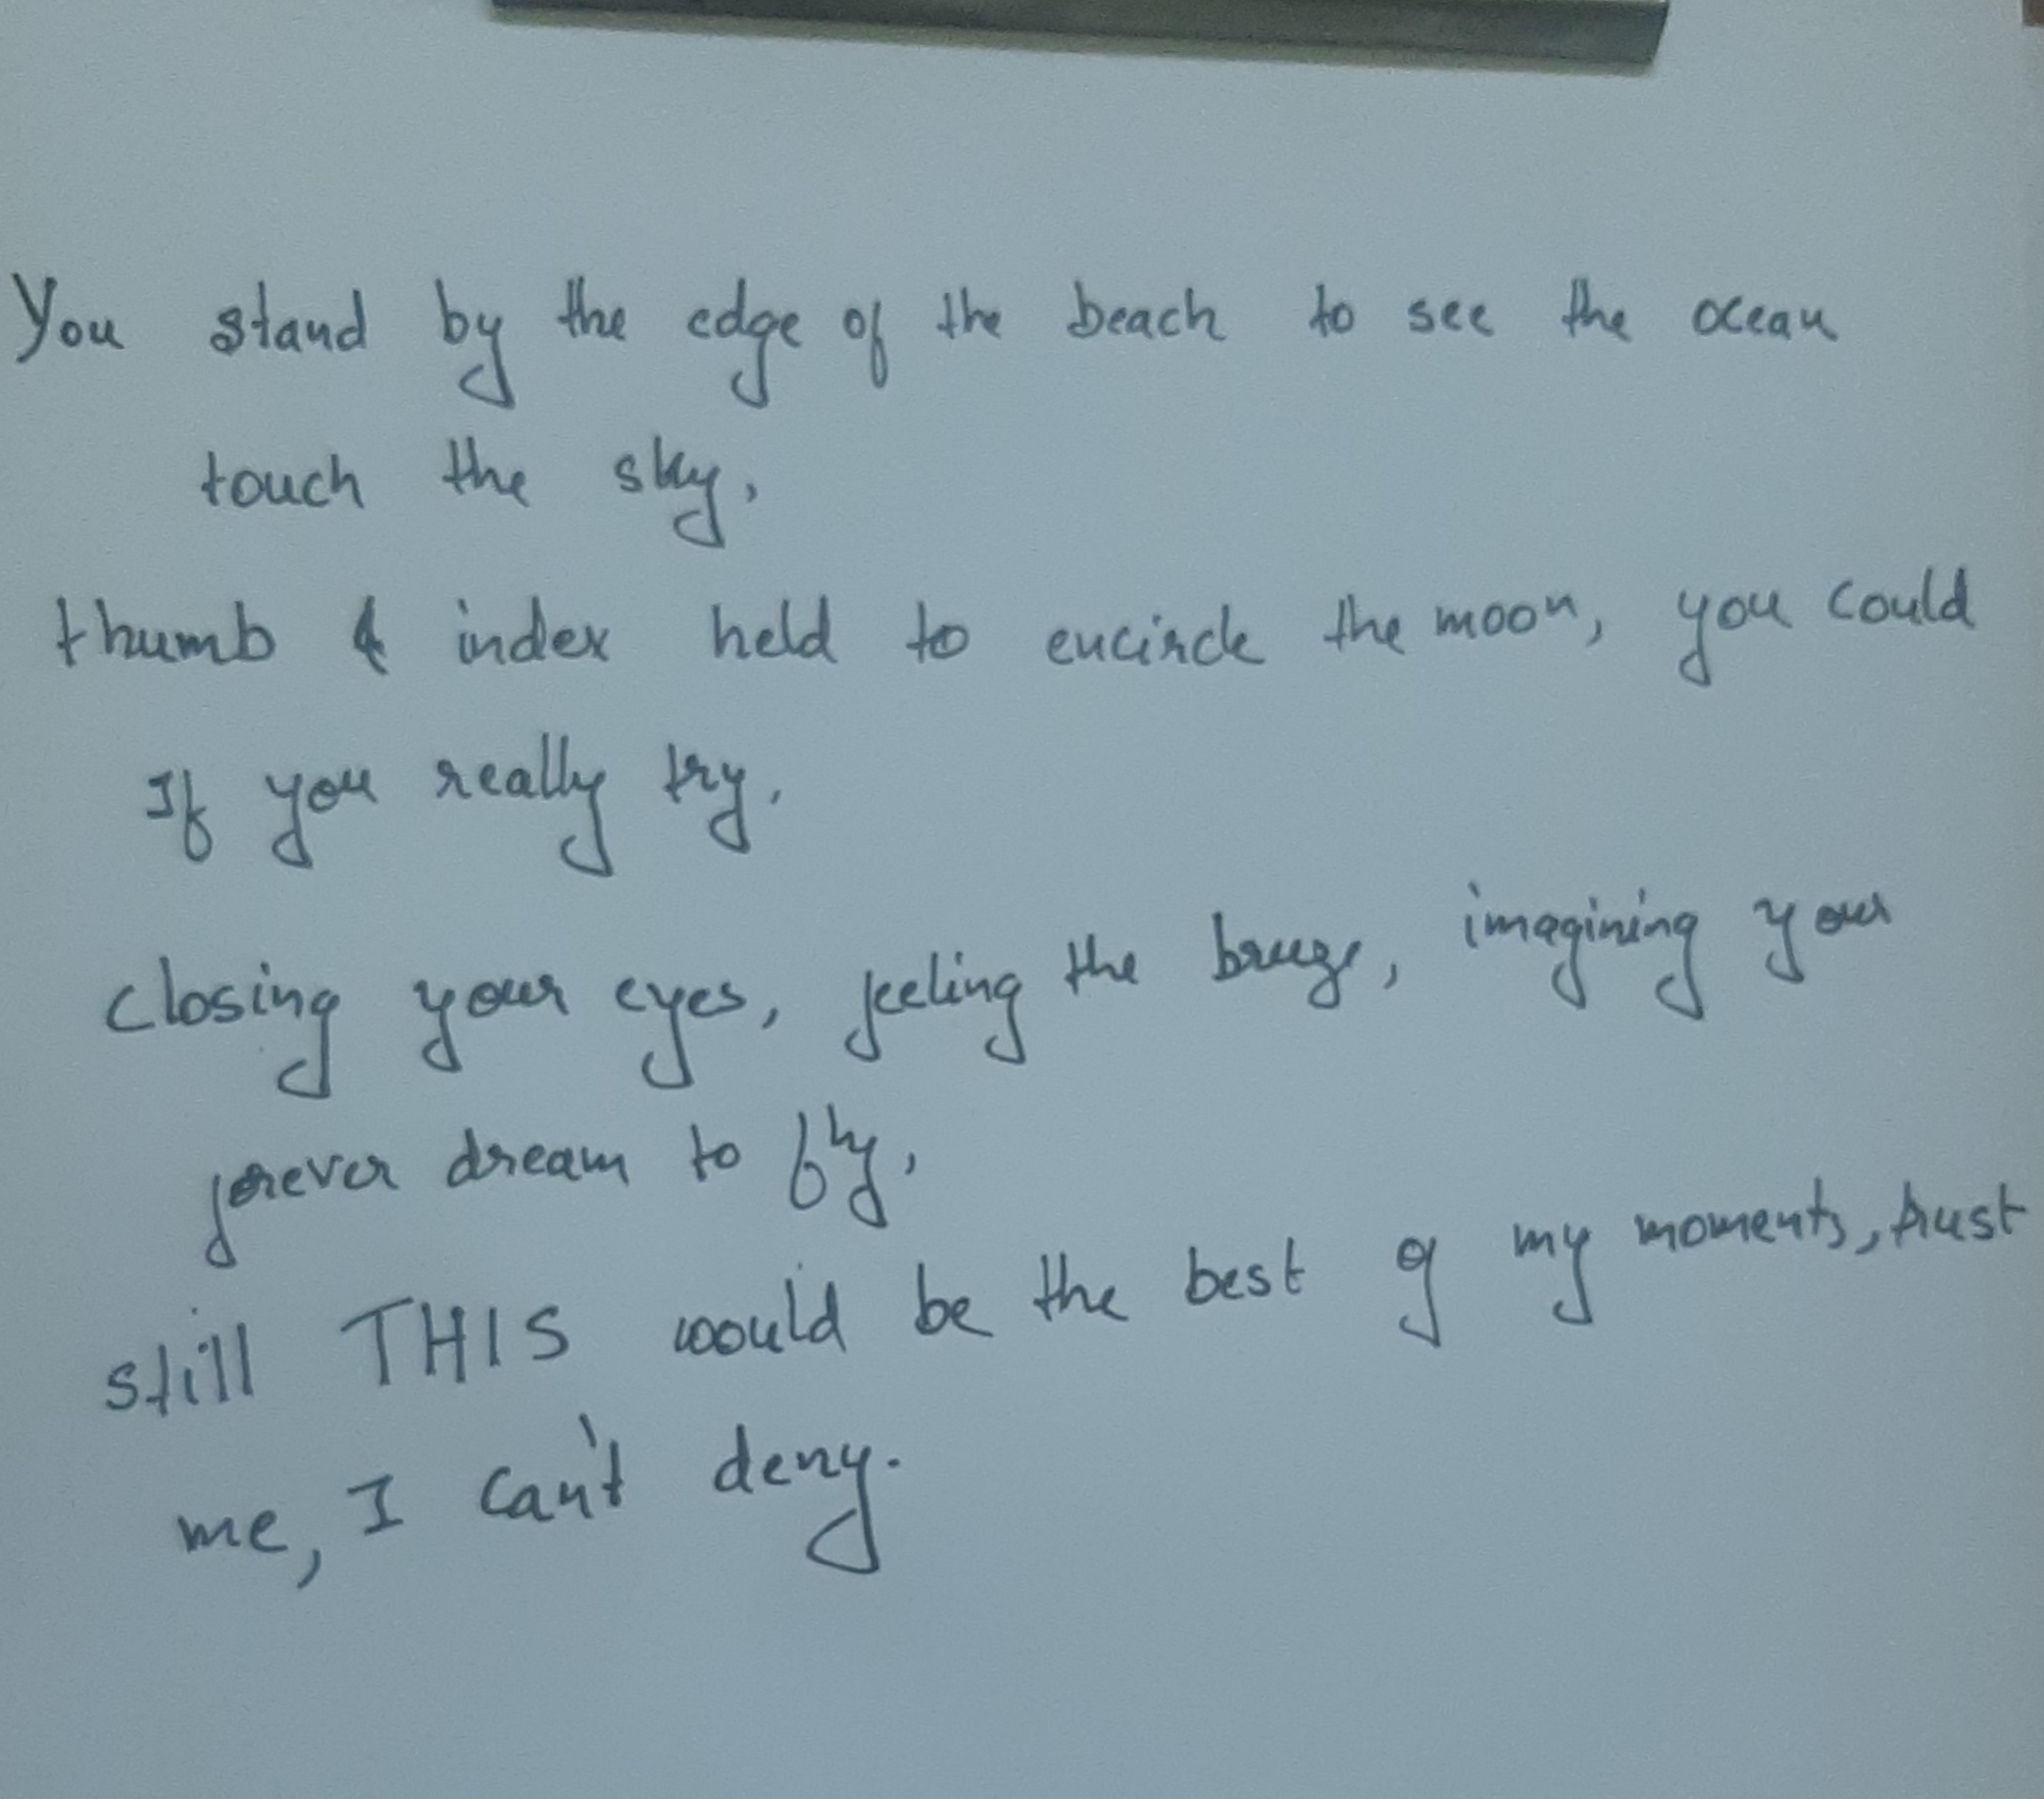 You stand by the edge of the beach to see the ocean
touch the sky,
thumb & index held to encircle the moon, you could
If you really try,
closing your eyes, feeling the breeze, imagining your
forever dream to fly,
still THIS would be the best of my moments, trust
me, I can't deny.